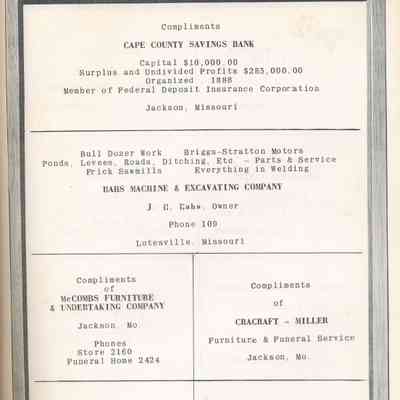 Compliments
CAPE COUNTY SAVINGS BANK
Capital $10,000.00
Surplus and Undivided Profits $285,000.00
Organized 1888
Member of Federal Deposit Insurance Corporation
Jackson, Missouri
Bull Dozer Work Briggs-Stratton Motors
Ponds, Levees, Roads, Ditching, Etc. - Parts & Service
Frick Sawmills Everything in Welding
BAHS MACHINE & EXCAVATING COMPANY
J. C. Owner
Phone 109
Lutesville, Missouri
Compliments
of
McCOMBS FURNITURE
& UNDERTAKING COMPANY
Jackson Mo.
Phones
Store 2160
Funeral Home 2424
Compliments
of
CRACRAFT - MILLER
Furniture & Funeral Service
Jackson, Mo.